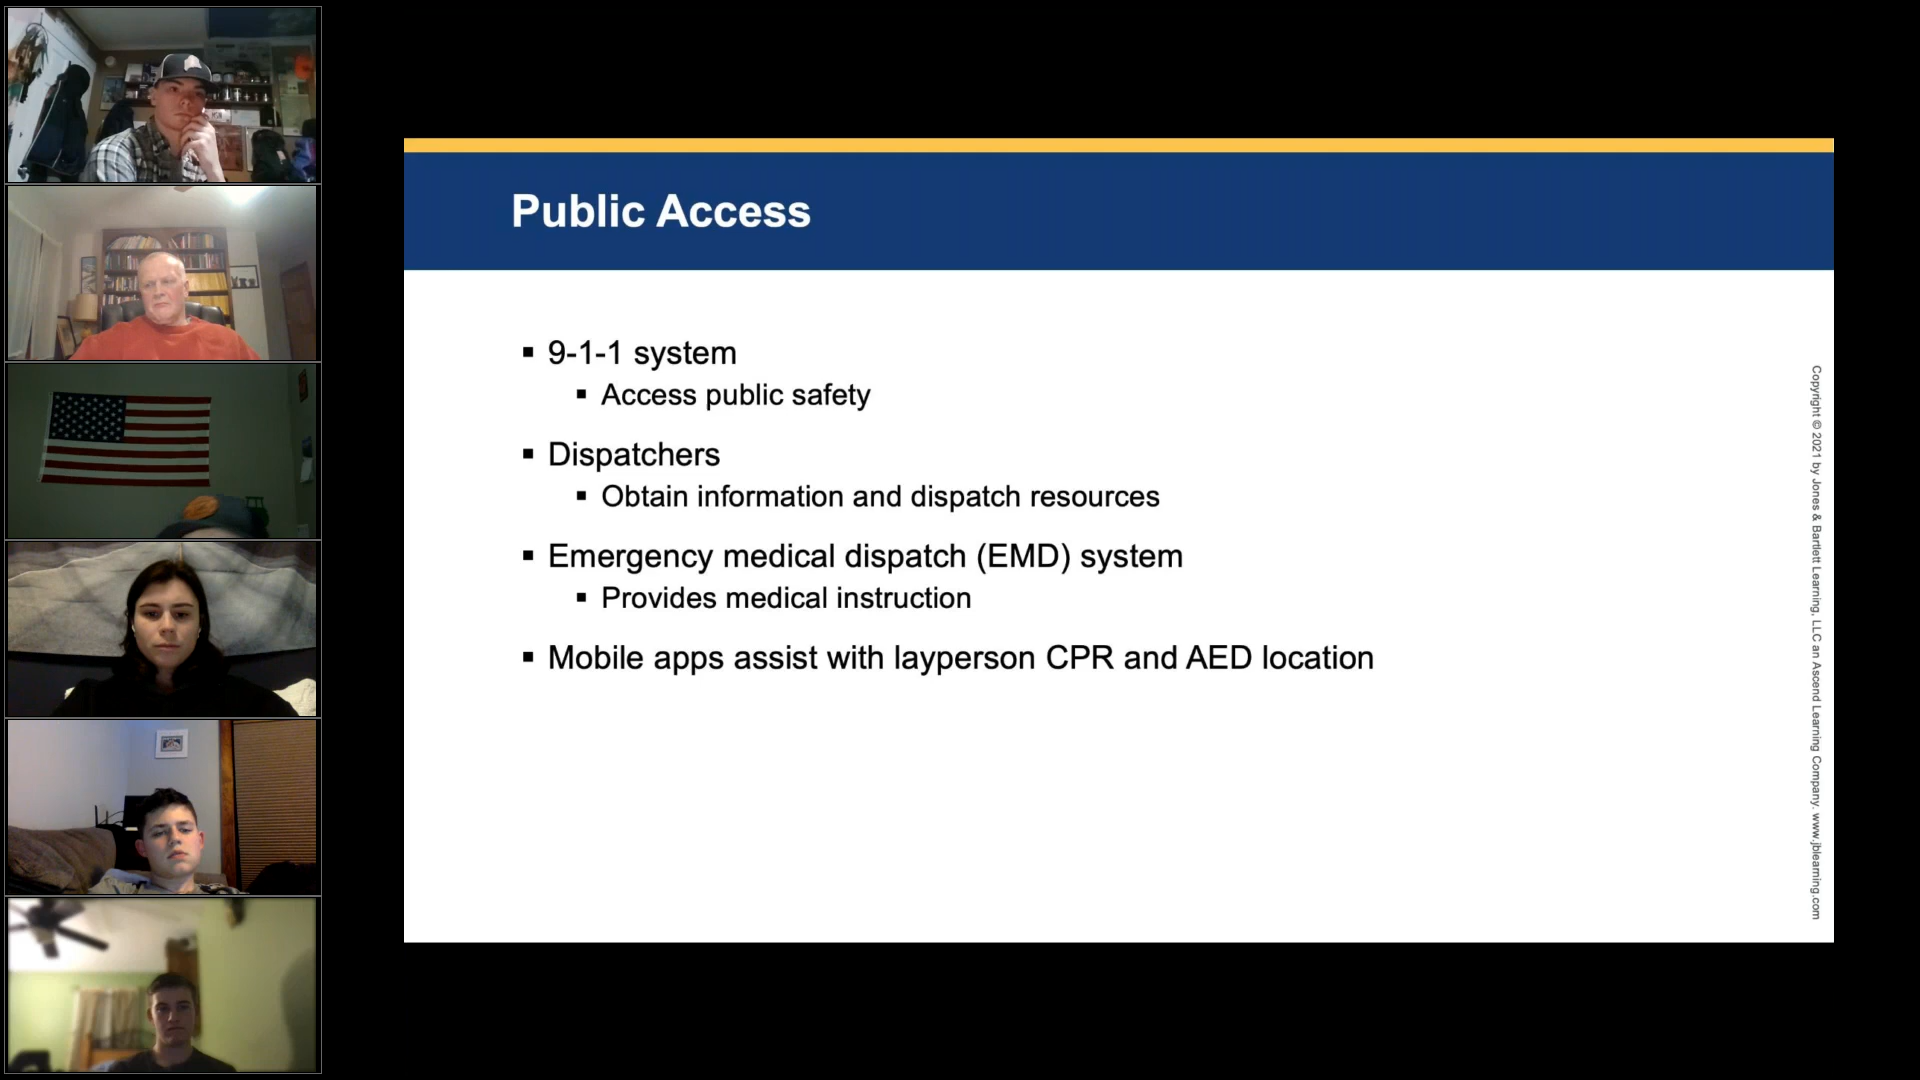 Public Access
9-1-1 system
Access public safety
Dispatchers
Obtain information and dispatch resources
Emergency medical dispatch (EMD) system
Provides medical instruction
Mobile apps assist with layperson CPR and AED location
Copyright © 2021 by Jones & Bartlett Learning, LLC an Ascend Learning Company. www.jblearning.com